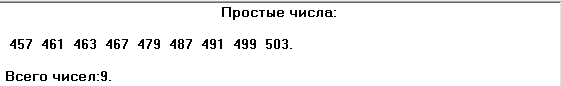 Простые числа:
457 461 463 467 479 487 491 499 503.
Всего чисел:9.